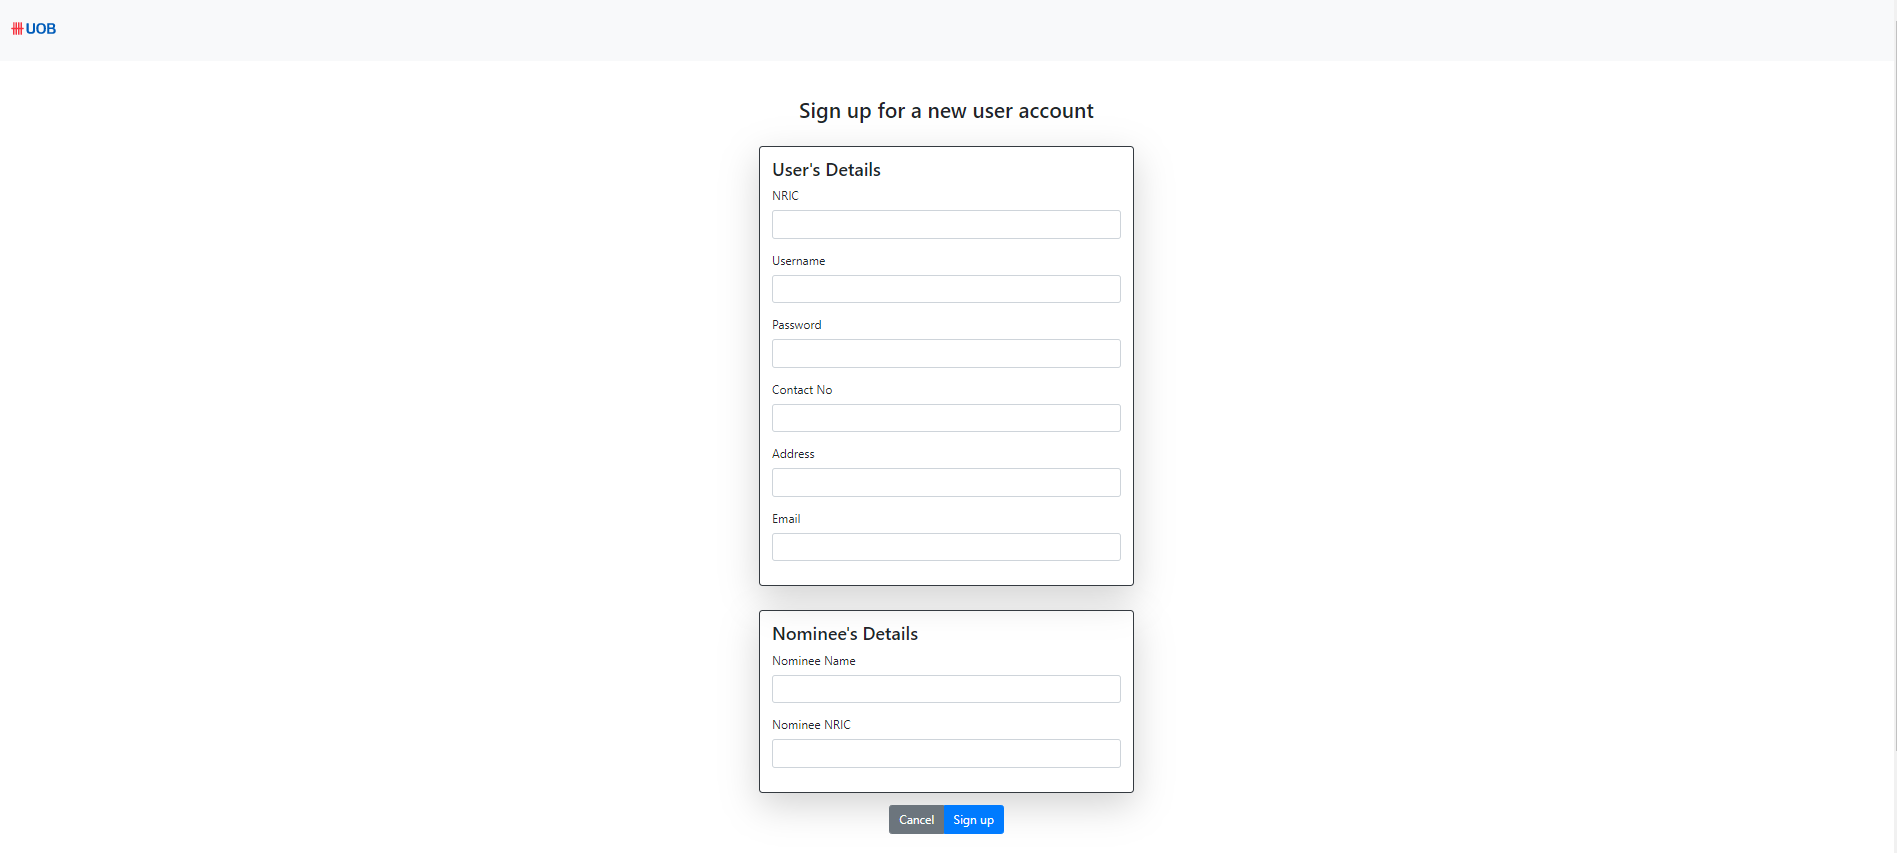 UOB
Sign up for a new user account
User's Details
NRIC
Username
Password
Contact No
Address
Email
Nominee's Details
Nominee Name
Nominee NRIC
Cancel Sign up